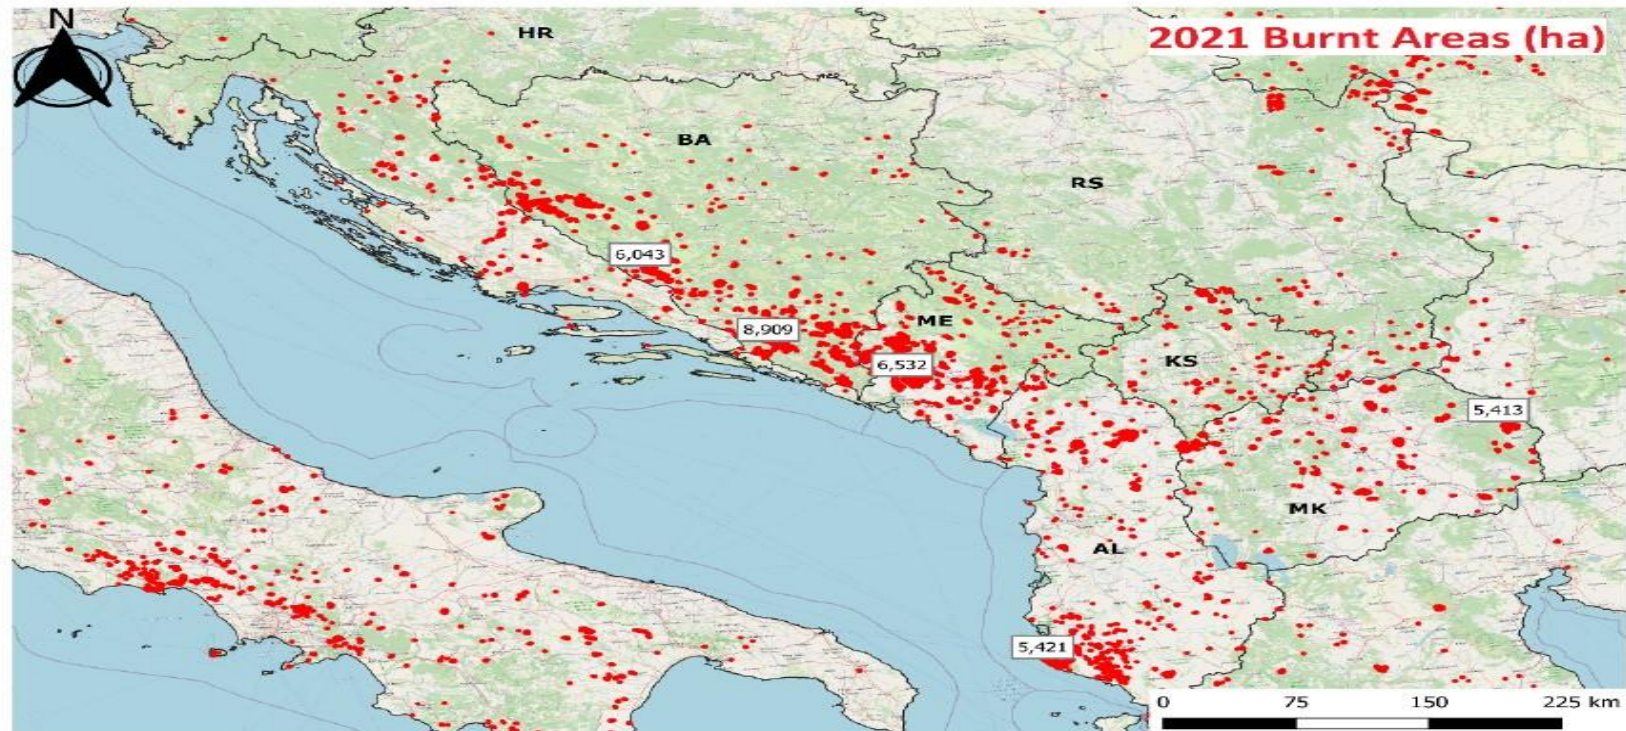 N
HR
2021 Burnt Areas (ha)
BA
RS
6,043
8,909
ME
6,532
KS
5,413
MK
AL
5,421
0 75 150 225 km